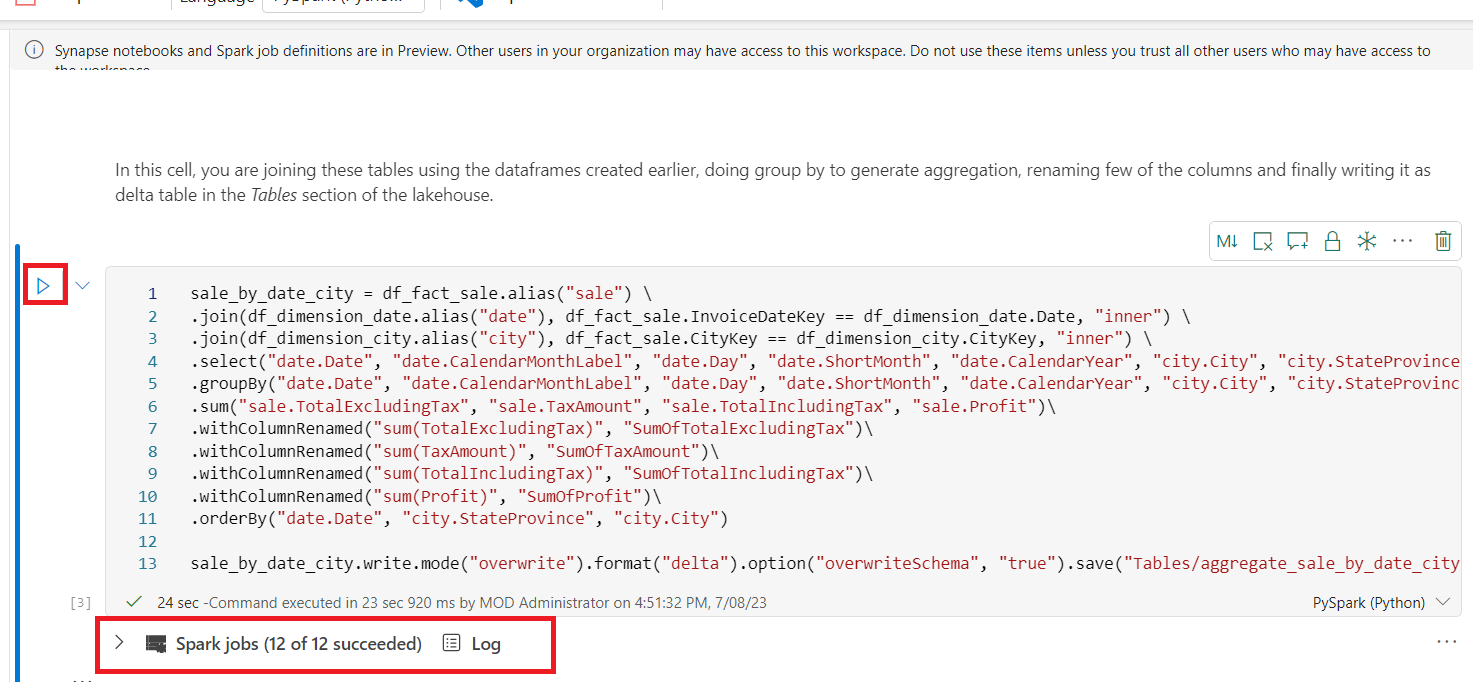 Language
Synapse notebooks and Spark job definitions are in Preview. Other users in your organization may have access to this workspace. Do not use these items unless you trust all other users who may have access to
the workspace
In this cell, you are joining these tables using the dataframes created earlier, doing group by to generate aggregation, renaming few of the columns and finally writing it as
delta table in the Tables section of the lakehouse.
M↓
1 sale_by_date_city = df_fact_sale.alias("sale") \
2 .join(df_dimension_date.alias("date"), df_fact_sale.InvoiceDateKey == df_dimension_date.Date, "inner") \
3 .join(df_dimension_city.alias("city"), df_fact_sale.CityKey == df_dimension_city.CityKey, "inner") \
4 .select("date.Date", "date.CalendarMonthLabel", "date.Day", "date.ShortMonth", "date.CalendarYear", "city.City", "city.StateProvince
5 .groupBy("date.Date", "date.CalendarMonthLabel", "date.Day", "date.ShortMonth", "date.CalendarYear", "city.City", "city.StateProvinc
6 .sum("sale.TotalExcludingTax", "sale.TaxAmount", "sale.TotalIncludingTax", "sale.Profit")\
7 .withColumnRenamed("sum(TotalExcludingTax)", "SumOfTotalExcludingTax")\
8 .withColumnRenamed("sum(TaxAmount)", "SumOfTaxAmount")\
9 .withColumnRenamed("sum(TotalIncludingTax)", "SumOfTotalIncludingTax")\
10 .withColumnRenamed("sum(Profit)", "SumOfProfit")\
11 .orderBy("date.Date", "city.StateProvince", "city.City")
12
13 sale_by_date_city.write.mode("overwrite").format("delta").option("overwriteSchema", "true").save("Tables/aggregate_sale_by_date_city
[3] 24 sec -Command executed in 23 sec 920 ms by MOD Administrator on 4:51:32 PM, 7/08/23 PySpark (Python)
Spark jobs (12 of 12 succeeded) Log